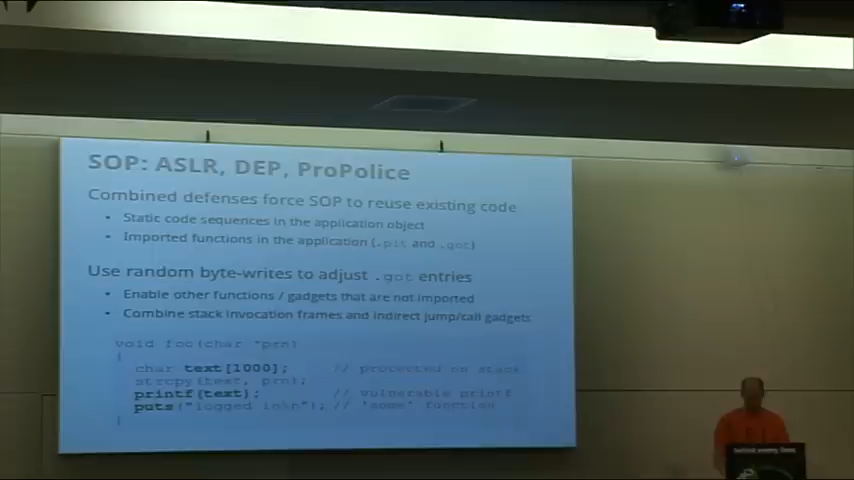 SOP: ASLR, DEP, ProPolice
Combined defenses force SOP to reuse existing code
• Static code sequences in the application object
• Imported functions in the application (.plt and .got)
Use random byte-writes to adjust .got entries
• Enable other functions / gadgets that are not imported
• Combine stack invocation frames and indirect jump/call gadgets
void foo(char *prn)
{
char text[1000]; // protected on stack
strcpy(text, prn);
printf(text); // vulnerable printf
puts("logged in\n"); // 'some' function
}
behind enemy lines